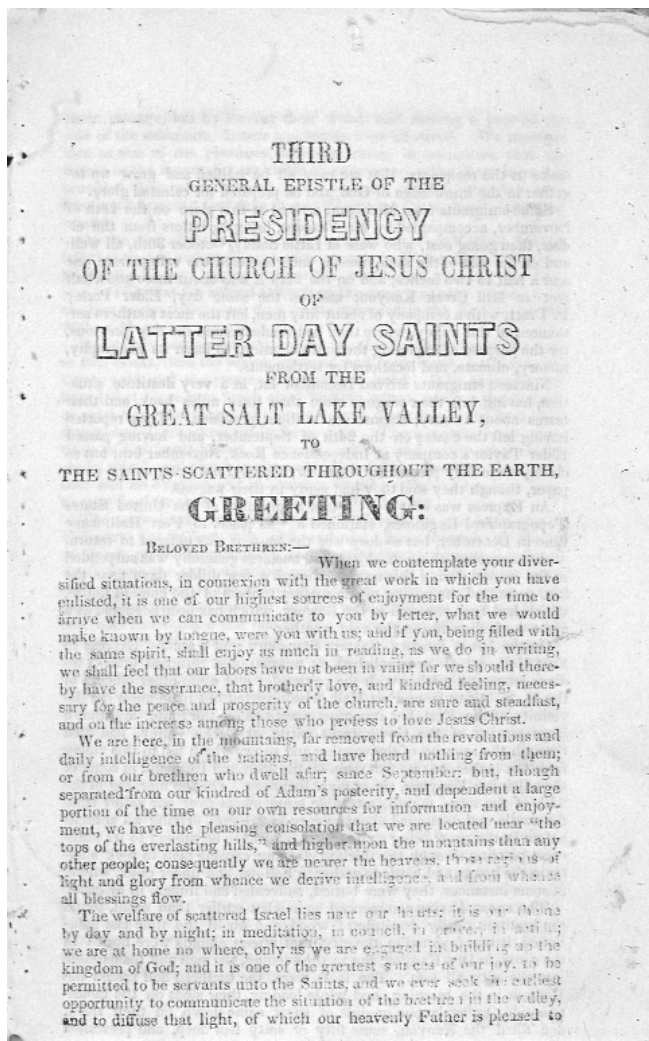 THIRD
GENERAL EPISTLE OF THE
PRESIDENCY
OF THE CHURCH OF JESUS CHRIST
OF
LATTER DAY SAINTS
FROM THE
GREAT SALT LAKE VALLEY,
TO
THE SAINTS SCATTERED THROUGHOUT THE EARTH,
GREETING:
BELOVED BRETHREN:—
When we contemplate your diver-
sified situations, in connexion with the great work in which you have
enlisted, it is one of our highest sources of enjoyment for the time to
arrive when we can communicate to you by letter, what we would
make known by tongue, were you with us; and if you, being filled with
the same spirit, shall enjoy as much in reading, as we do in writing,
we shall feel that our labors have not been in vain: for we should there-
by have the assurance, that brotherly love, and kindred feeling, neces-
sary for the peace and prosperity of the church, are sure and steadfast,
and on the increase among those who profess to love Jesus Christ.
We are here, in the mountains, far removed from the revolutions and
daily intelligence of the nations, and have heard nothing from them;
or from our brethren who dwell afar; since September: but, though
separated from our kindred of Adam's posterity, and dependent a large
portion of the time on our own resources for information and enjoy-
ment, we have the pleasing consolation that we are located near "the
tops of the everlasting hills," and higher upon the mountains than any
other people; consequently we are nearer the heavens, those regions of
light and glory from whence we derive intelligence, and from whence
all blessings flow.
The welfare of scattered Israel lies near our hearts: it is our theme
by day and by night; in meditation, in council, in prayer, in action;
we are at home no where, only as we are engaged in building up the
kingdom of God; and it is one of the greatest sources of our joy, to be
permitted to be servants unto the Saints, and we ever seek the earliest
opportunity to communicate the situation of the brethren in the valley,
and to diffuse that light, of which our heavenly Father is pleased to